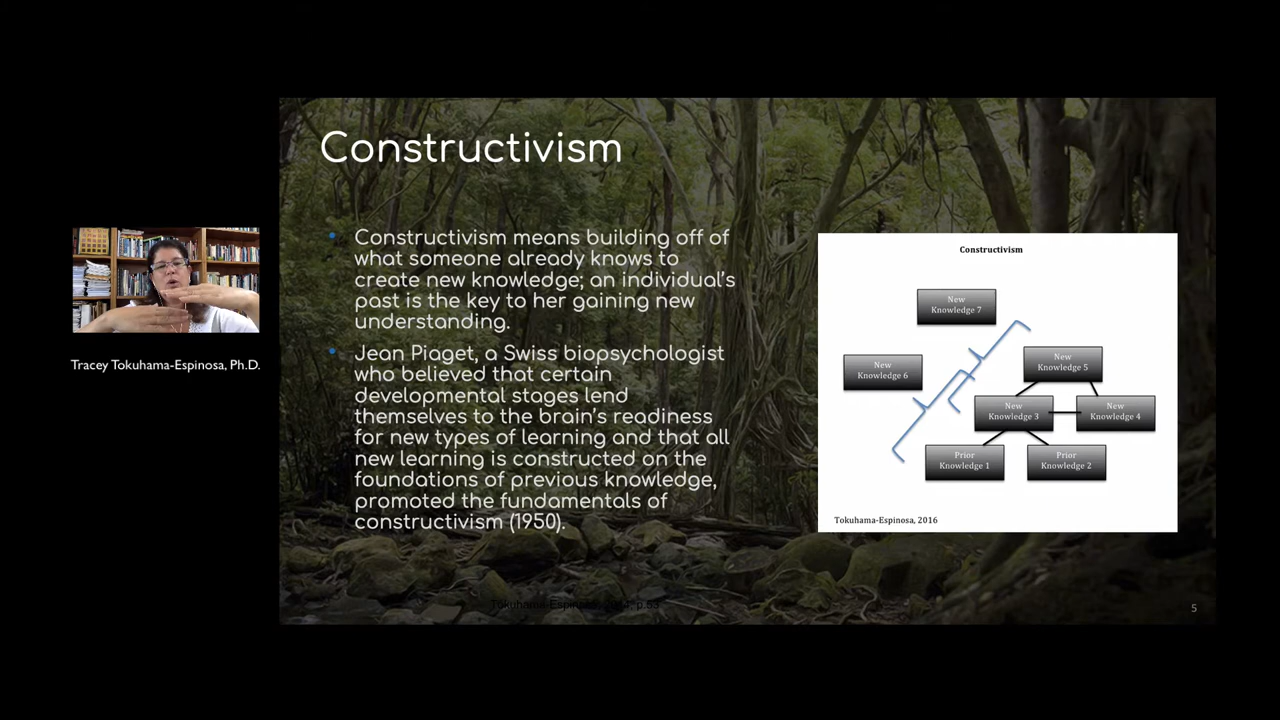 Constructivism
Constructivism means building off of
what someone already knows to
create new knowledge; an individual's
past is the key to her gaining new
understanding.
Jean Piaget, a Swiss biopsychologist
who believed that certain
developmental stages lend
themselves to the brain's readiness
for new types of learning and that all
new learning is constructed on the
foundations of previous knowledge,
promoted the fundamentals of
constructivism (1950).
Constructivism
New
Knowledge 7
New
Knowledge 6
New
Knowledge 5
New
Knowledge 3
New
Knowledge 4
Prior
Knowledge 1
Prior
Knowledge 2
Tokuhama-Espinosa, 2016
Tracey Tokuhama-Espinosa, Ph.D.
Tokuhama-Espinosa, p.53
5